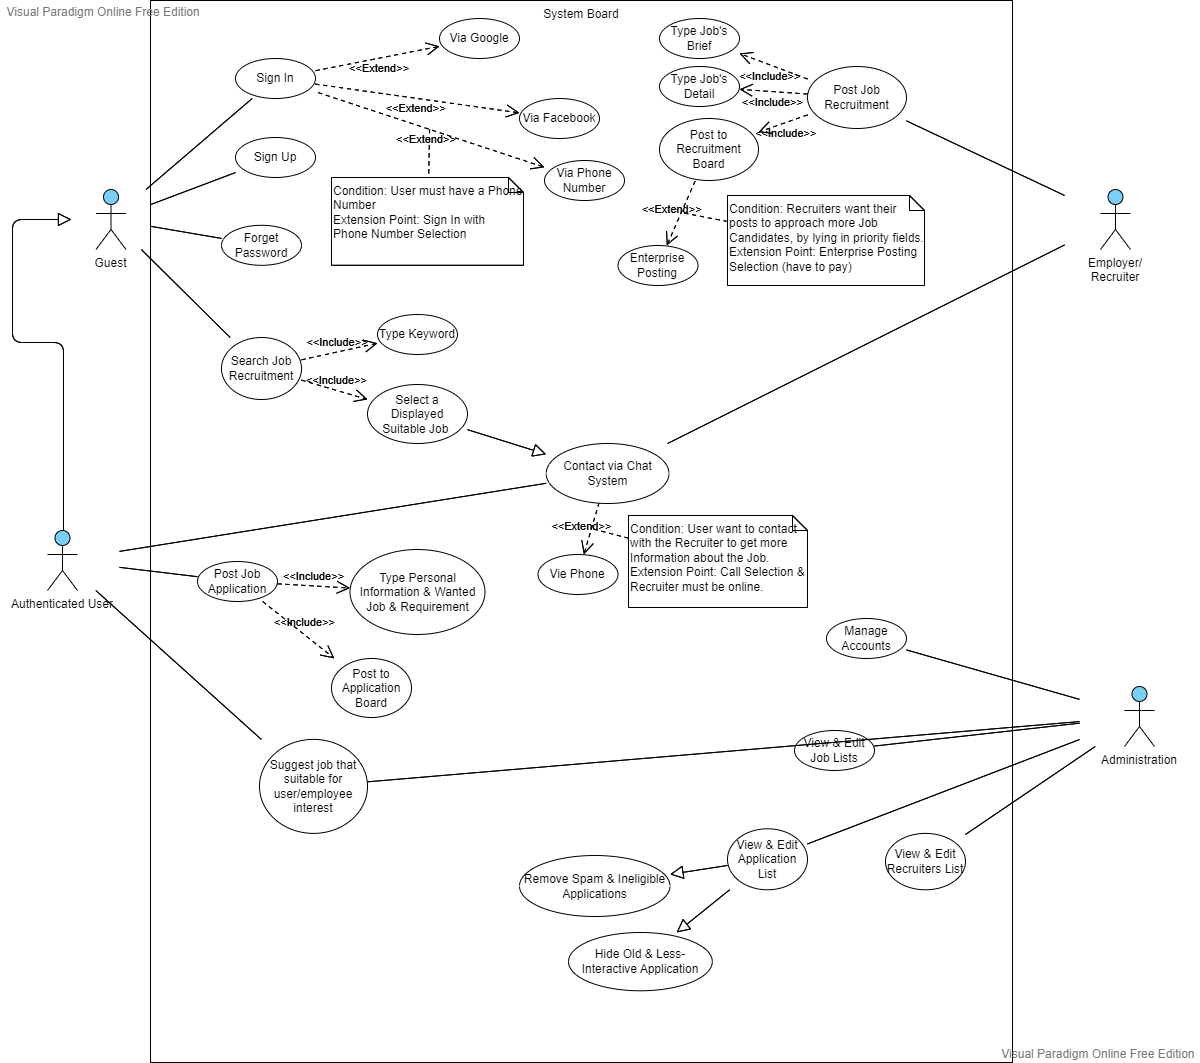 Visual Paradigm Online Free Edition
System Board
Via Google
Type Job's
Brief
<<Extend>>
Sign In
<<Include>>
Type Job's
Detail
Post Job
Recruitment
<<Include>>
<<Extend>>
Via Facebook
<<Include>>
<<Extend>>
Post to
Recruitment
Board
Sign Up
Via Phone
Number
Condition: User must have a Phone
Number
Extension Point: Sign In with
Phone Number Selection
<<Extend>>
Condition: Recruiters want their
posts to approach more Job
Candidates, by lying in priority fields.
Extension Point: Enterprise Posting
Selection (have to pay)
Forget
Password
Guest
Enterprise
Posting
Employer/
Recruiter
Type Keyword
<<Include>>
Search Job
Recruitment
<<Include>>
Select a
Displayed
Suitable Job
Contact via Chat
System
<<Extend>>
Condition: User want to contact
with the Recruiter to get more
Information about the Job.
Extension Point: Call Selection &
Recruiter must be online.
Vie Phone
Post Job
Application
<<Include>>
Type Personal
Information & Wanted
Job & Requirement
Authenticated User
<<Include>>
Manage
Accounts
Post to
Application
Board
View & Edit
Job Lists
Administration
Suggest job that
suitable for
user/employee
interest
View & Edit
Application
List
View & Edit
Recruiters List
Remove Spam & Ineligible
Applications
Hide Old & Less-
Interactive Application
Visual Paradigm Online Free Edition